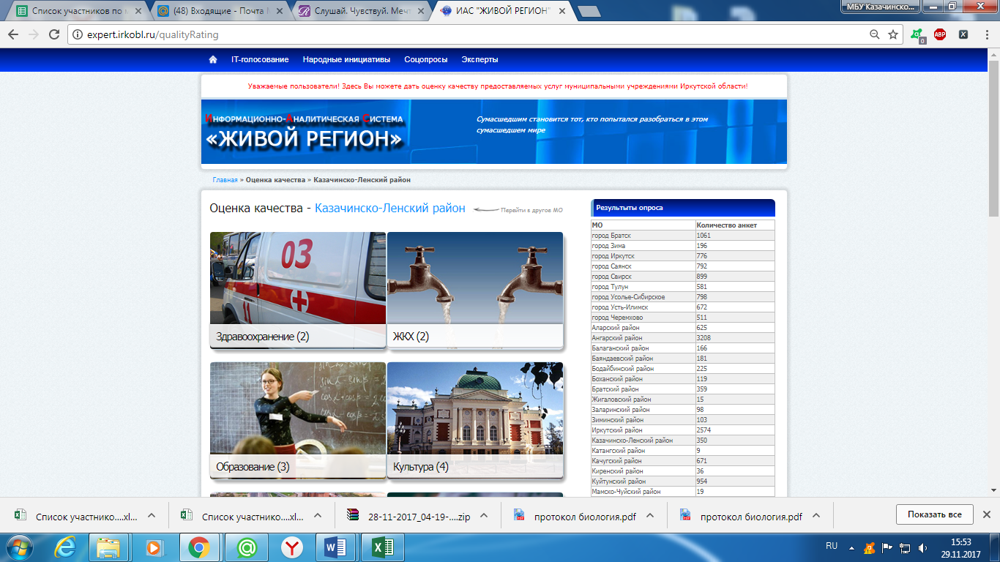 Список участников по м
(48) Входящие - Почта M
Слушай. Чувствуй. Мечт
ИАС "ЖИВОЙ РЕГИОН"
МБУ Казачинско...
expert.irkobl.ru/qualityRating
0
ABP
X
IT-голосование
Народные инициативы
Соцопросы
Эксперты
Уважаемые пользователи! Здесь Вы можете дать оценку качеству предоставляемых услуг муниципальными учреждениями Иркутской области!
Информационно-Аналитическая Система
«ЖИВОЙ РЕГИОН»
Сумасшедшим становится тот, кто попытался разобраться в этом
сумасшедшем мире
Главная » Оценка качества » Казачинско-Ленский район
Оценка качества - Казачинско-Ленский район
Перейти в другое МО
03
Здравоохранение (2)
ЖКХ (2)
Образование (3)
Культура (4)
Результыты опроса
МО Количество анкет
город Братск 1061
город Зима 196
город Иркутск 776
город Саянск 792
город Свирск 899
город Тулун 581
город Усолье-Сибирское 798
город Усть-Илимск 672
город Черемхово 511
Аларский район 625
Ангарский район 3208
Балаганский район 166
Баяндаевский район 181
Бодайбинский район 225
Боханский район 119
Братский район 359
Жигаловский район 15
Заларинский район 98
Зиминский район 103
Иркутский район 2574
Казачинско-Ленский район 350
Катангский район 9
Качугский район 671
Киренский район 36
Куйтунский район 954
Мамско-Чуйский район 19
Список участнико....xl...
Список участнико....xl...
28-11-2017_04-19-....zip
протокол биология.pdf
протокол биология.pdf
Показать все
RU
15:53
29.11.2017